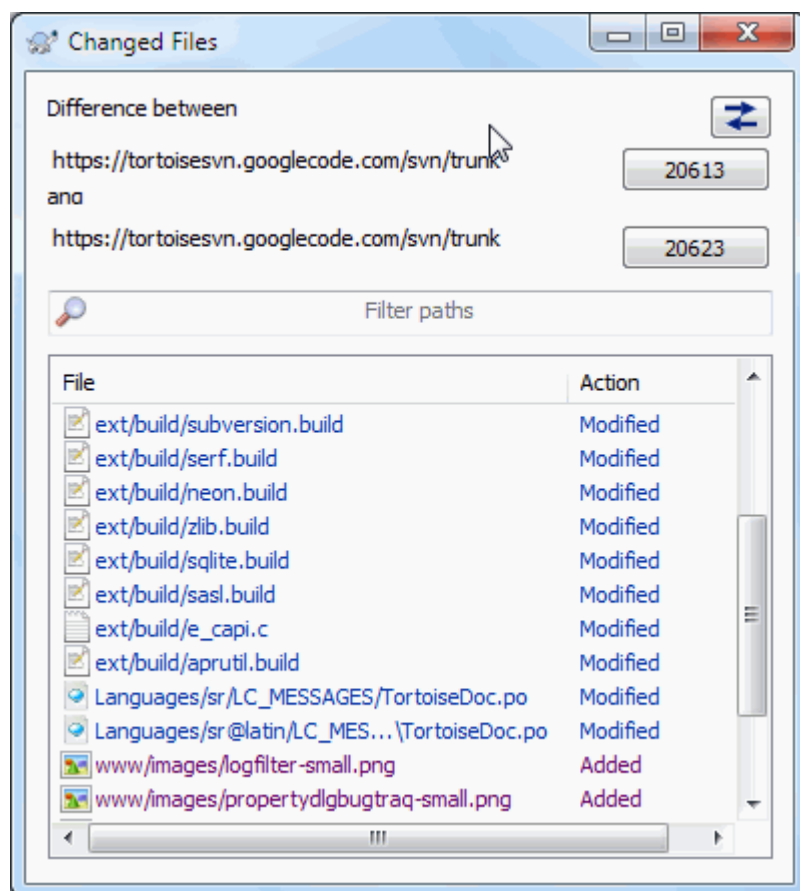 Changed Files
Difference between
https://tortoisesvn.googlecode.com/svn/trunk 20613
and
https://tortoisesvn.googlecode.com/svn/trunk 20623
Filter paths
File Action
ext/build/subversion.build Modified
ext/build/serf.build Modified
ext/build/neon.build Modified
ext/build/zlib.build Modified
ext/build/sqlite.build Modified
ext/build/sasl.build Modified
ext/build/e_capi.c Modified
ext/build/aprutil.build Modified
Languages/sr/LC_MESSAGES/TortoiseDoc.po Modified
Languages/sr@latin/LC_MES...\TortoiseDoc.po Modified
www/images/logfilter-small.png Added
www/images/propertydlgbugtraq-small.png Added